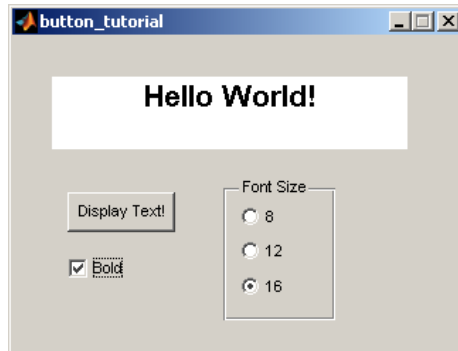 button_tutorial
Hello World!
Display Text!
Bold
Font Size
8
12
16